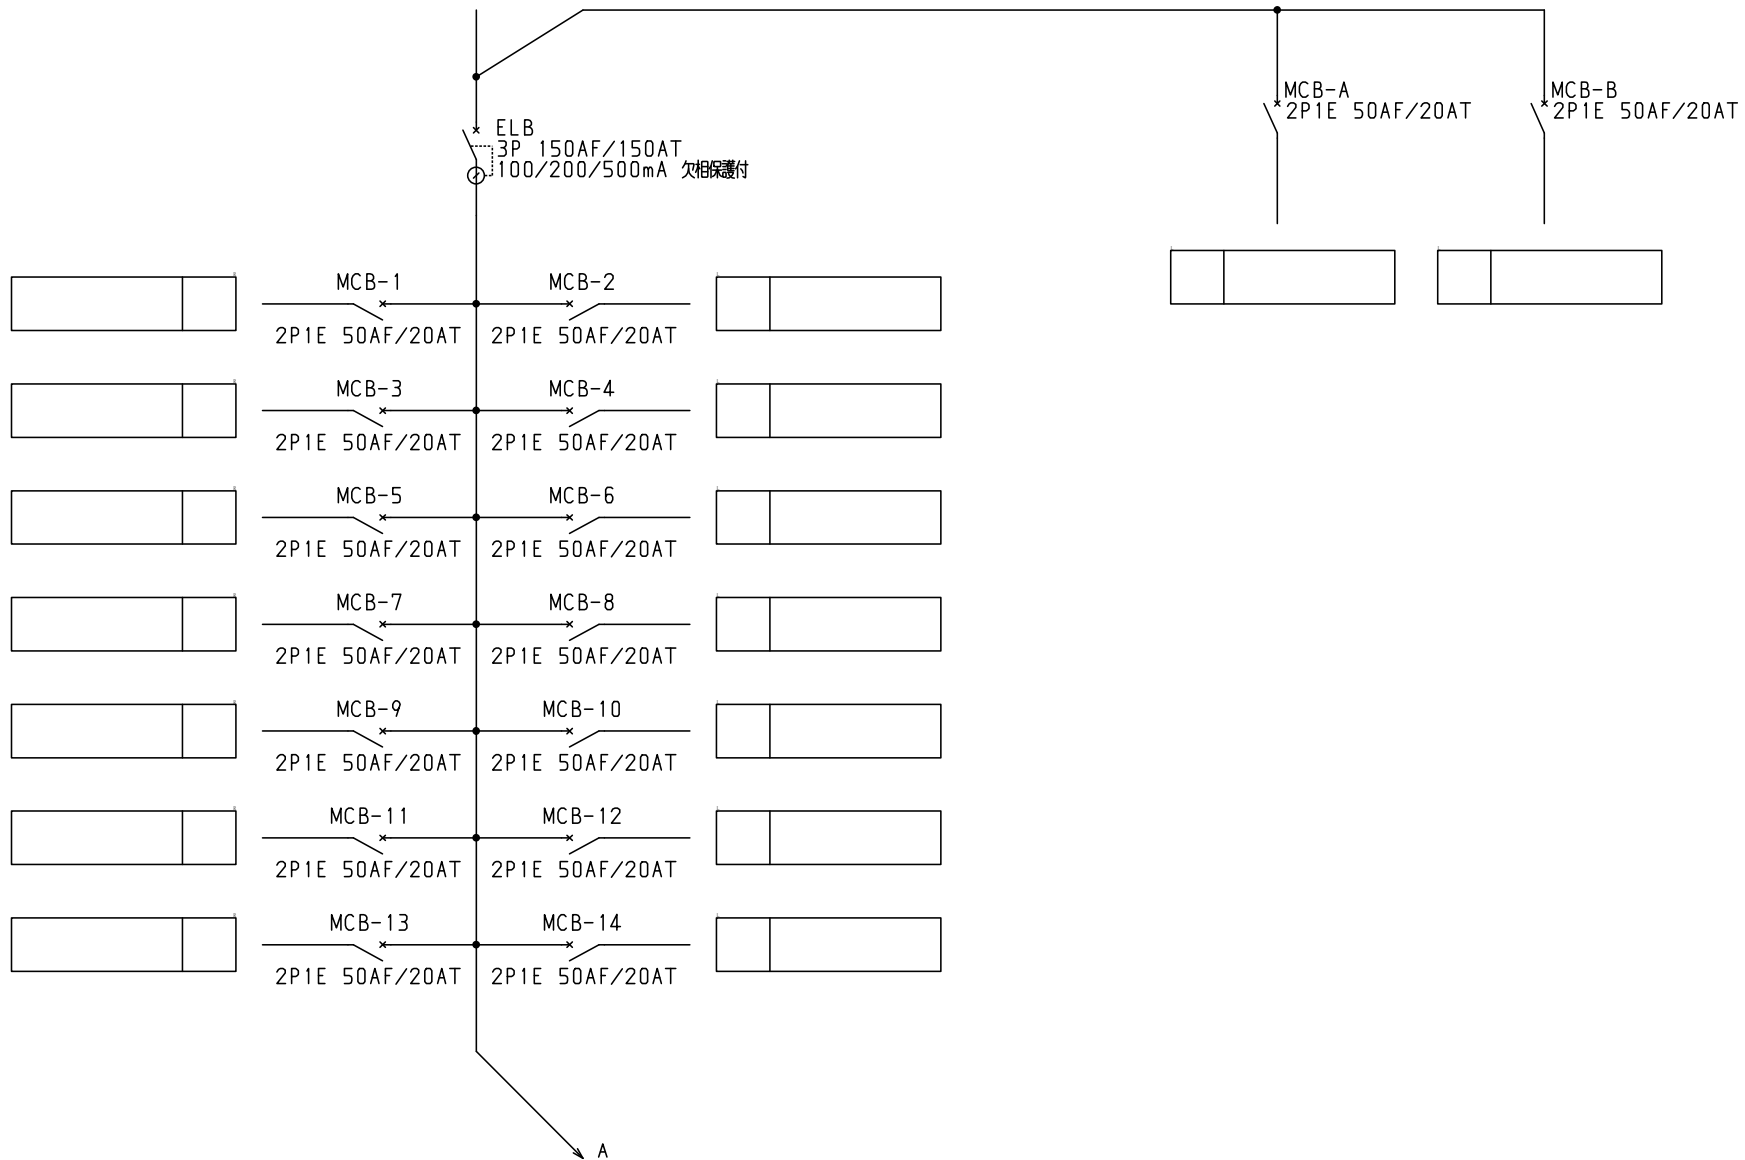 MCB-A
2P1E 50AF/20AT
MCB-B
2P1E 50AF/20AT
ELB
3P 150AF/150AT
100/200/500mA 欠相保護付
MCB-1
2P1E 50AF/20AT
MCB-2
2P1E 50AF/20AT
MCB-3
2P1E 50AF/20AT
MCB-4
2P1E 50AF/20AT
MCB-5
2P1E 50AF/20AT
MCB-6
2P1E 50AF/20AT
MCB-7
2P1E 50AF/20AT
MCB-8
2P1E 50AF/20AT
MCB-9
2P1E 50AF/20AT
MCB-10
2P1E 50AF/20AT
MCB-11
2P1E 50AF/20AT
MCB-12
2P1E 50AF/20AT
MCB-13
2P1E 50AF/20AT
MCB-14
2P1E 50AF/20AT
A